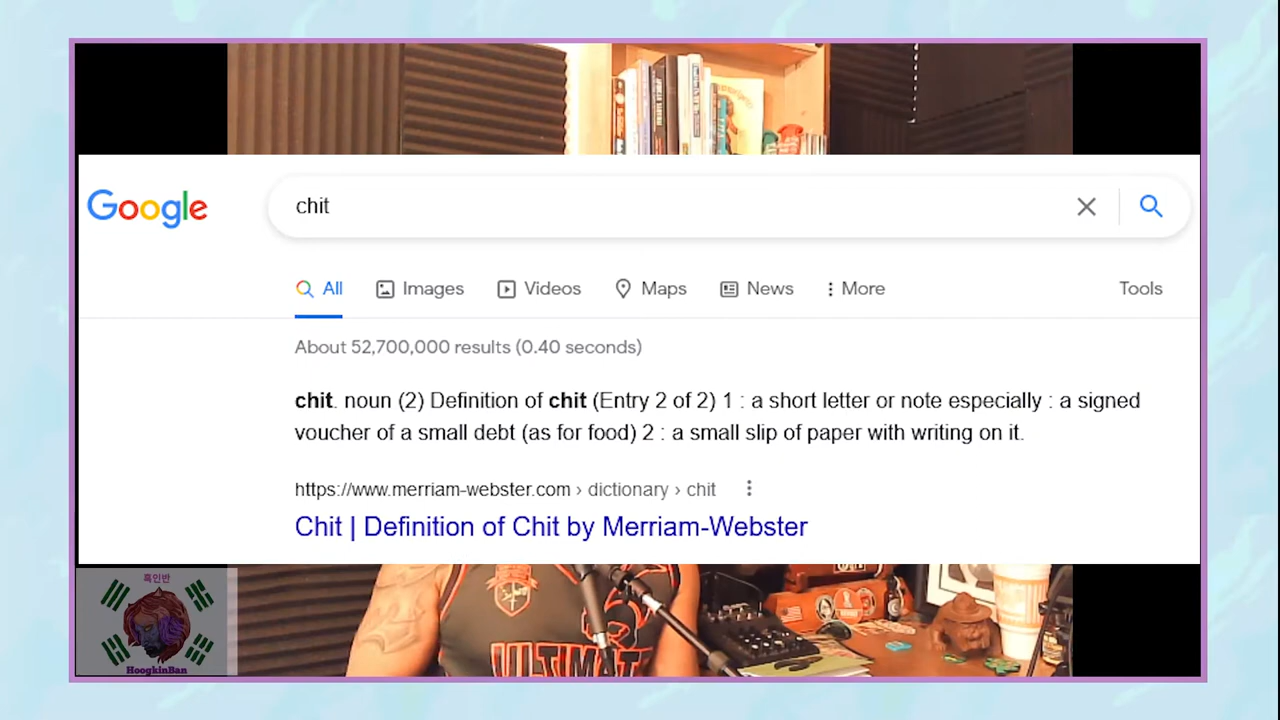 Google
chit
All Images Videos Maps News More Tools
About 52,700,000 results (0.40 seconds)
chit. noun (2) Definition of chit (Entry 2 of 2) 1 : a short letter or note especially : a signed
voucher of a small debt (as for food) 2 : a small slip of paper with writing on it.
https://www.merriam-webster.com › dictionary › chit
Chit | Definition of Chit by Merriam-Webster
흑인반
HoogkinBan
ULTIMAT